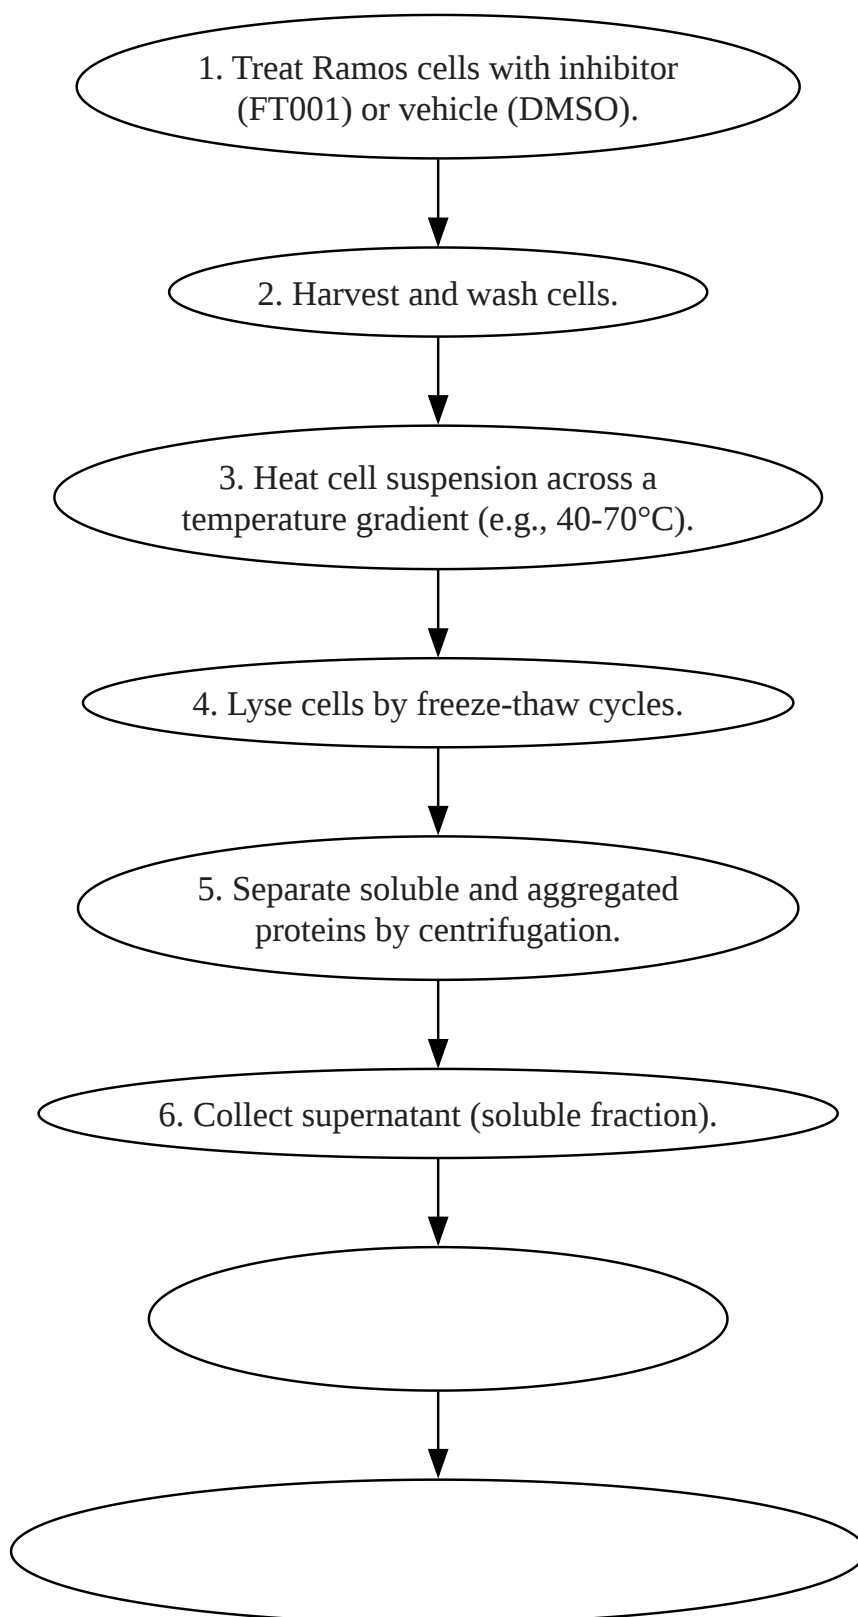 1. Treat Ramos cells with inhibitor
(FT001) or vehicle (DMSO).
2. Harvest and wash cells.
3. Heat cell suspension across a
temperature gradient (e.g., 40-70°C).
4. Lyse cells by freeze-thaw cycles.
5. Separate soluble and aggregated
proteins by centrifugation.
6. Collect supernatant (soluble fraction).